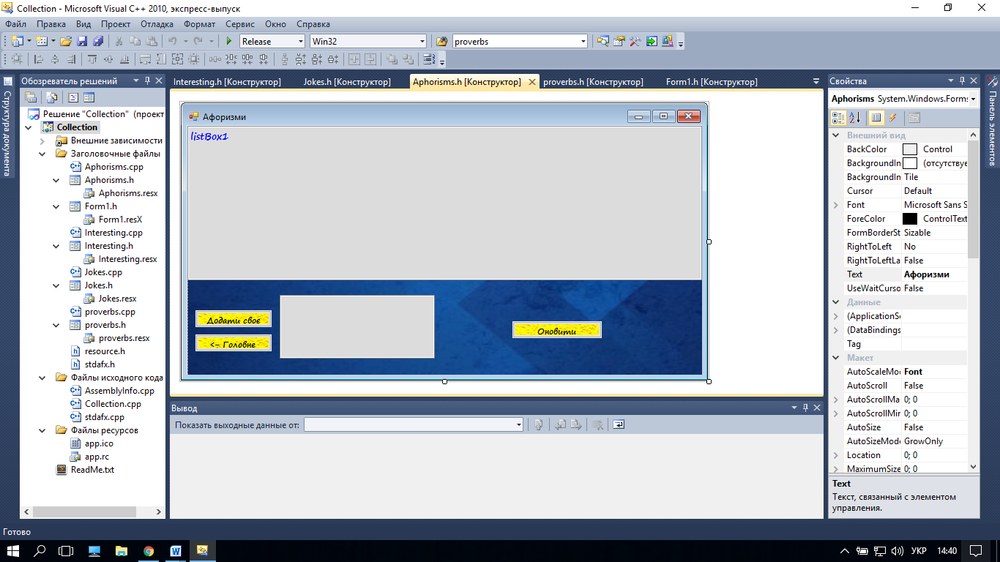 Collection - Microsoft Visual C++ 2010, экспресс-выпуск
Файл Правка Вид Проект Отладка Формат Сервис Окно Справка
Release Win32 proverbs
Структура документа
Обозреватель решений
Решение "Collection" (проект
Collection
Внешние зависимости
Заголовочные файлы
Aphorisms.cpp
Aphorisms.h
Aphorisms.resx
Form1.h
Form1.resX
Interesting.cpp
Interesting.h
Interesting.resx
Jokes.cpp
Jokes.h
Jokes.resx
proverbs.cpp
proverbs.h
proverbs.resx
resource.h
stdafx.h
Файлы исходного кода
AssemblyInfo.cpp
Collection.cpp
stdafx.cpp
Файлы ресурсов
app.ico
app.rc
ReadMe.txt
Interesting.h [Конструктор] Jokes.h [Конструктор] Aphorisms.h [Конструктор] proverbs.h [Конструктор] Form1.h [Конструктор]
Афоризми
listBox1
Додати своє
<- Головне
Оновити
Вывод
Показать выходные данные от:
Свойства
Aphorisms System.Windows.Forms
Внешний вид
BackColor Control
BackgroundIm (отсутствуе
BackgroundIm Tile
Cursor Default
Font Microsoft Sans S
ForeColor ControlText
FormBorderSt Sizable
RightToLeft No
RightToLeftLa False
Text Афоризми
UseWaitCurso False
Данные
(ApplicationSe
(DataBindings
Tag
Макет
AutoScaleMod Font
AutoScroll False
AutoScrollMa 0; 0
AutoScrollMin 0; 0
AutoSize False
AutoSizeMode GrowOnly
Location 0; 0
MaximumSize 0; 0
Text
Текст, связанный с элементом
управления.
Панель элементов
Готово
УКР 14:40